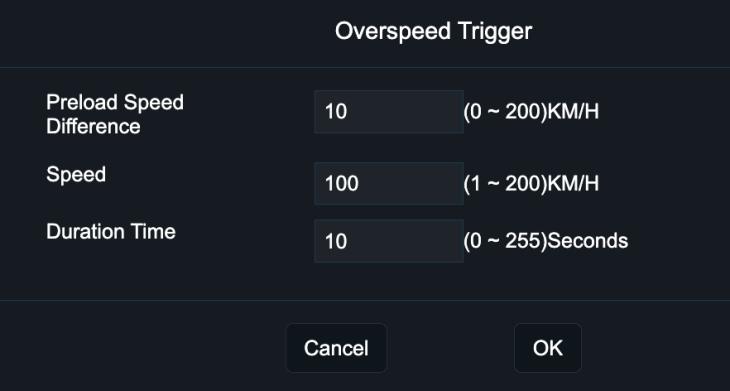 Overspeed Trigger
Preload Speed
Difference
10
(0 ~ 200)KM/H
Speed
100
(1 ~ 200)KM/H
Duration Time
10
(0 ~ 255)Seconds
Cancel
OK